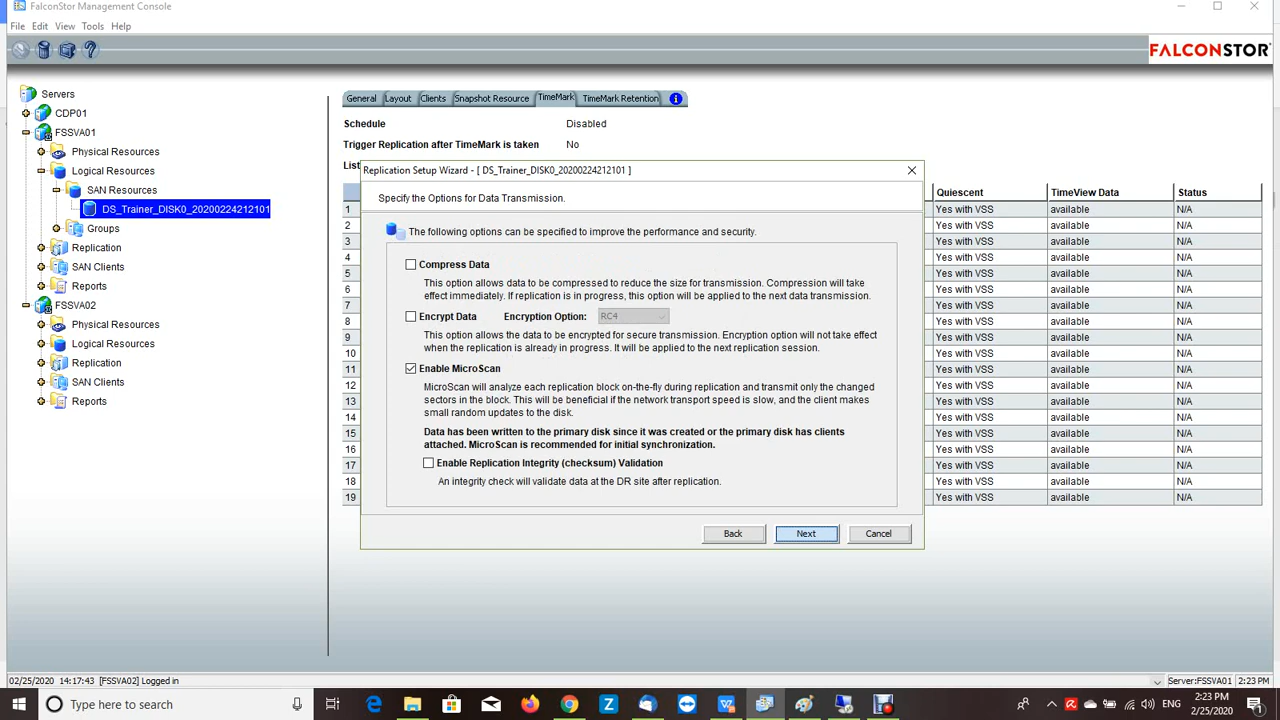 FalconStor Management Console
File Edit View Tools Help
FALCONSTOR
Servers
CDP01
FSSVA01
Physical Resources
Logical Resources
SAN Resources
DS_Trainer_DISK0_20200224212101
Groups
Replication
SAN Clients
Reports
FSSVA02
Physical Resources
Logical Resources
Replication
SAN Clients
Reports
General Layout Clients Snapshot Resource TimeMark TimeMark Retention
Schedule Disabled
Trigger Replication after TimeMark is taken No
List
Replication Setup Wizard - [ DS_Trainer_DISK0_20200224212101 ]
Specify the Options for Data Transmission.
The following options can be specified to improve the performance and security.
Compress Data
This option allows data to be compressed to reduce the size for transmission. Compression will take
effect immediately. If replication is in progress, this option will be applied to the next data transmission.
Encrypt Data Encryption Option: RC4
This option allows the data to be encrypted for secure transmission. Encryption option will not take effect
when the replication is already in progress. It will be applied to the next replication session.
Enable MicroScan
MicroScan will analyze each replication block on-the-fly during replication and transmit only the changed
sectors in the block. This will be beneficial if the network transport speed is slow, and the client makes
small random updates to the disk.
Data has been written to the primary disk since it was created or the primary disk has clients
attached. MicroScan is recommended for initial synchronization.
Enable Replication Integrity (checksum) Validation
An integrity check will validate data at the DR site after replication.
Back Next Cancel
Quiescent TimeView Data Status
1 Yes with VSS available N/A
2 Yes with VSS available N/A
3 Yes with VSS available N/A
4 Yes with VSS available N/A
5 Yes with VSS available N/A
6 Yes with VSS available N/A
7 Yes with VSS available N/A
8 Yes with VSS available N/A
9 Yes with VSS available N/A
10 Yes with VSS available N/A
11 Yes with VSS available N/A
12 Yes with VSS available N/A
13 Yes with VSS available N/A
14 Yes with VSS available N/A
15 Yes with VSS available N/A
16 Yes with VSS available N/A
17 Yes with VSS available N/A
18 Yes with VSS available N/A
19 Yes with VSS available N/A
02/25/2020 14:17:43 [FSSVA02] Logged in
Server:FSSVA01 2:23 PM
Type here to search
2:23 PM
2/25/2020